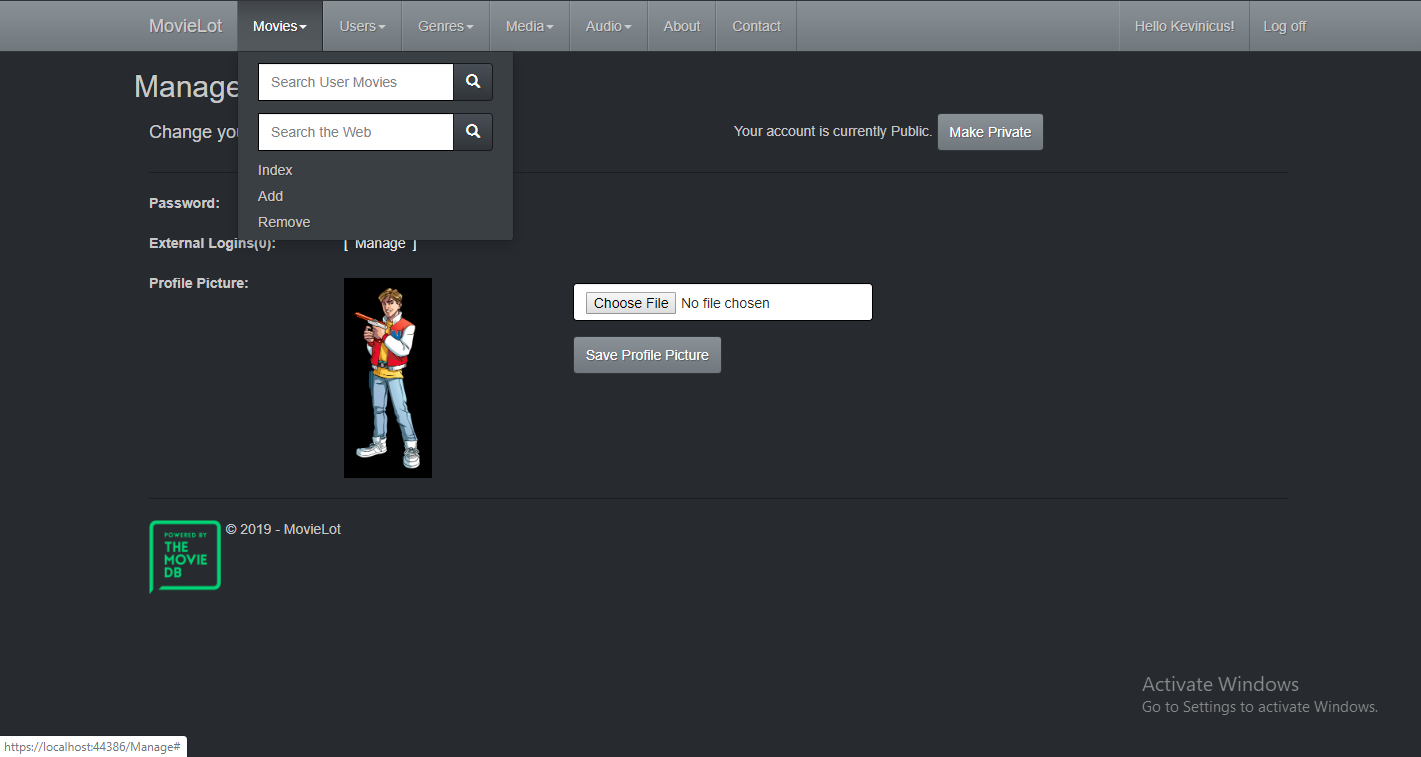 MovieLot Movies Users Genres Media Audio About Contact Hello Kevinicus! Log off
Search User Movies
Manage
Search the Web
Change you
Your account is currently Public. Make Private
Index
Add
Password:
Remove
External Logins(0): [ Manage ]
Profile Picture:
Choose File No file chosen
Save Profile Picture
POWERED BY
THE
MOVIE
DB
© 2019 - MovieLot
Activate Windows
Go to Settings to activate Windows.
https://localhost:44386/Manage#